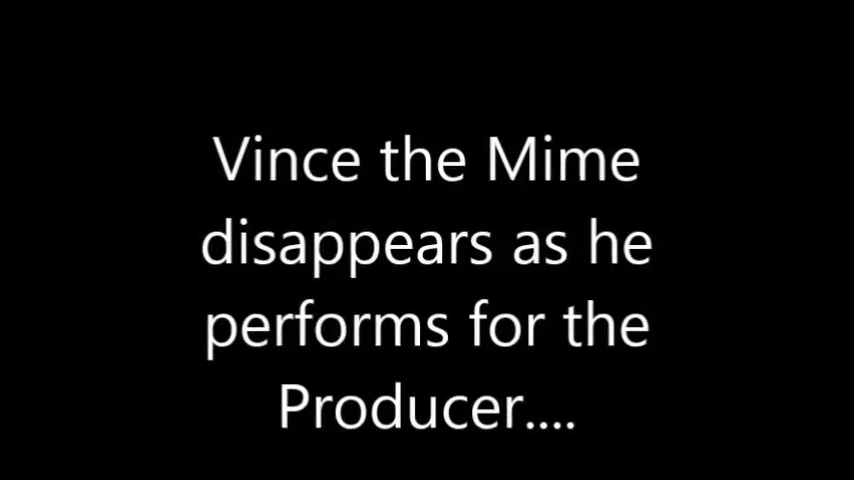 Vince the Mime
disappears as he
performs for the
Producer....